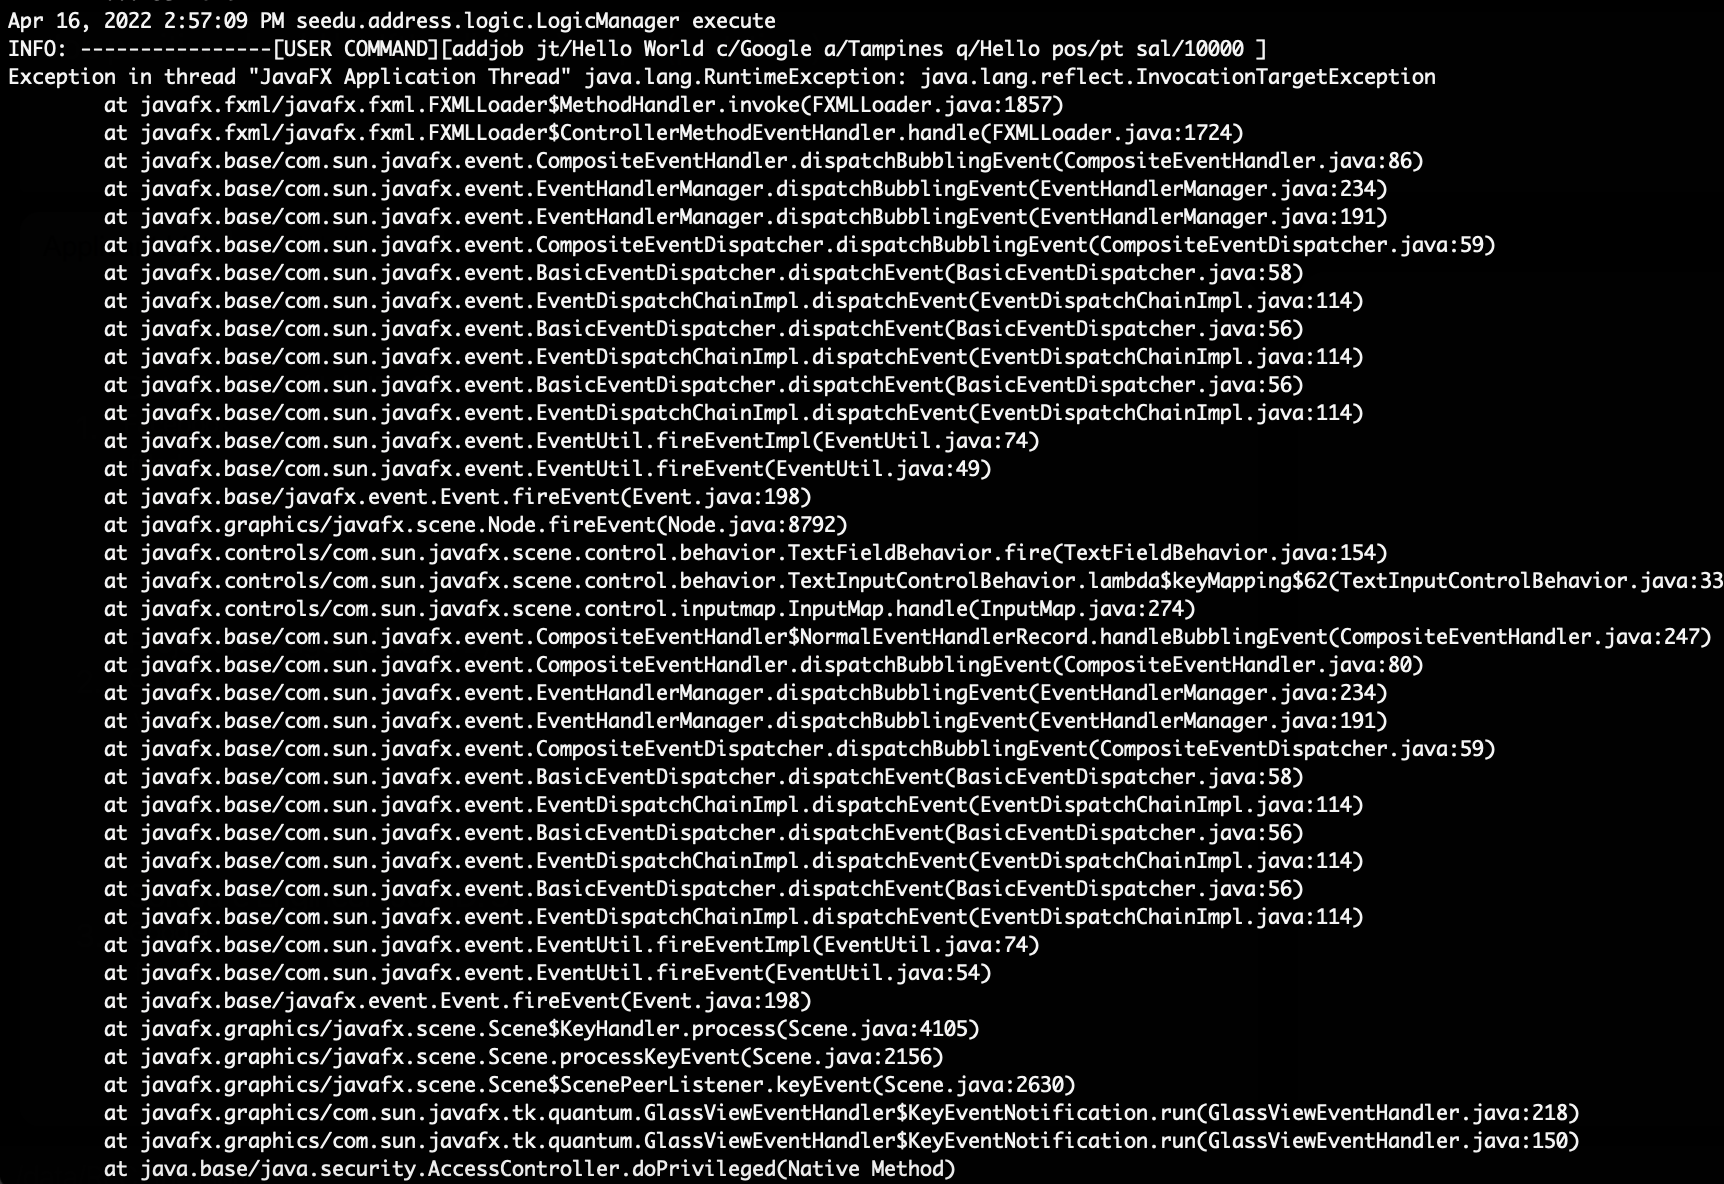 Apr 16, 2022 2:57:09 PM seedu.address.logic.LogicManager execute
INFO: ----------------[USER COMMAND][addjob jt/Hello World c/Google a/Tampines q/Hello pos/pt sal/10000 ]
Exception in thread "JavaFX Application Thread" java.lang.RuntimeException: java.lang.reflect.InvocationTargetException
at javafx.fxml/javafx.fxml.FXMLLoader$MethodHandler.invoke(FXMLLoader.java:1857)
at javafx.fxml/javafx.fxml.FXMLLoader$ControllerMethodEventHandler.handle(FXMLLoader.java:1724)
at javafx.base/com.sun.javafx.event.CompositeEventHandler.dispatchBubblingEvent(CompositeEventHandler.java:86)
at javafx.base/com.sun.javafx.event.EventHandlerManager.dispatchBubblingEvent(EventHandlerManager.java:234)
at javafx.base/com.sun.javafx.event.EventHandlerManager.dispatchBubblingEvent(EventHandlerManager.java:191)
at javafx.base/com.sun.javafx.event.CompositeEventDispatcher.dispatchBubblingEvent(CompositeEventDispatcher.java:59)
at javafx.base/com.sun.javafx.event.BasicEventDispatcher.dispatchEvent(BasicEventDispatcher.java:58)
at javafx.base/com.sun.javafx.event.EventDispatchChainImpl.dispatchEvent(EventDispatchChainImpl.java:114)
at javafx.base/com.sun.javafx.event.BasicEventDispatcher.dispatchEvent(BasicEventDispatcher.java:56)
at javafx.base/com.sun.javafx.event.EventDispatchChainImpl.dispatchEvent(EventDispatchChainImpl.java:114)
at javafx.base/com.sun.javafx.event.BasicEventDispatcher.dispatchEvent(BasicEventDispatcher.java:56)
at javafx.base/com.sun.javafx.event.EventDispatchChainImpl.dispatchEvent(EventDispatchChainImpl.java:114)
at javafx.base/com.sun.javafx.event.EventUtil.fireEventImpl(EventUtil.java:74)
at javafx.base/com.sun.javafx.event.EventUtil.fireEvent(EventUtil.java:49)
at javafx.base/javafx.event.Event.fireEvent(Event.java:198)
at javafx.graphics/javafx.scene.Node.fireEvent(Node.java:8792)
at javafx.controls/com.sun.javafx.scene.control.behavior.TextFieldBehavior.fire(TextFieldBehavior.java:154)
at javafx.controls/com.sun.javafx.scene.control.behavior.TextInputControlBehavior.lambda$keyMapping$62(TextInputControlBehavior.java:33
at javafx.controls/com.sun.javafx.scene.control.inputmap.InputMap.handle(InputMap.java:274)
at javafx.base/com.sun.javafx.event.CompositeEventHandler$NormalEventHandlerRecord.handleBubblingEvent(CompositeEventHandler.java:247)
at javafx.base/com.sun.javafx.event.CompositeEventHandler.dispatchBubblingEvent(CompositeEventHandler.java:80)
at javafx.base/com.sun.javafx.event.EventHandlerManager.dispatchBubblingEvent(EventHandlerManager.java:234)
at javafx.base/com.sun.javafx.event.EventHandlerManager.dispatchBubblingEvent(EventHandlerManager.java:191)
at javafx.base/com.sun.javafx.event.CompositeEventDispatcher.dispatchBubblingEvent(CompositeEventDispatcher.java:59)
at javafx.base/com.sun.javafx.event.BasicEventDispatcher.dispatchEvent(BasicEventDispatcher.java:58)
at javafx.base/com.sun.javafx.event.EventDispatchChainImpl.dispatchEvent(EventDispatchChainImpl.java:114)
at javafx.base/com.sun.javafx.event.BasicEventDispatcher.dispatchEvent(BasicEventDispatcher.java:56)
at javafx.base/com.sun.javafx.event.EventDispatchChainImpl.dispatchEvent(EventDispatchChainImpl.java:114)
at javafx.base/com.sun.javafx.event.BasicEventDispatcher.dispatchEvent(BasicEventDispatcher.java:56)
at javafx.base/com.sun.javafx.event.EventDispatchChainImpl.dispatchEvent(EventDispatchChainImpl.java:114)
at javafx.base/com.sun.javafx.event.EventUtil.fireEventImpl(EventUtil.java:74)
at javafx.base/com.sun.javafx.event.EventUtil.fireEvent(EventUtil.java:54)
at javafx.base/javafx.event.Event.fireEvent(Event.java:198)
at javafx.graphics/javafx.scene.Scene$KeyHandler.process(Scene.java:4105)
at javafx.graphics/javafx.scene.Scene.processKeyEvent(Scene.java:2156)
at javafx.graphics/javafx.scene.Scene$ScenePeerListener.keyEvent(Scene.java:2630)
at javafx.graphics/com.sun.javafx.tk.quantum.GlassViewEventHandler$KeyEventNotification.run(GlassViewEventHandler.java:218)
at javafx.graphics/com.sun.javafx.tk.quantum.GlassViewEventHandler$KeyEventNotification.run(GlassViewEventHandler.java:150)
at java.base/java.security.AccessController.doPrivileged(Native Method)